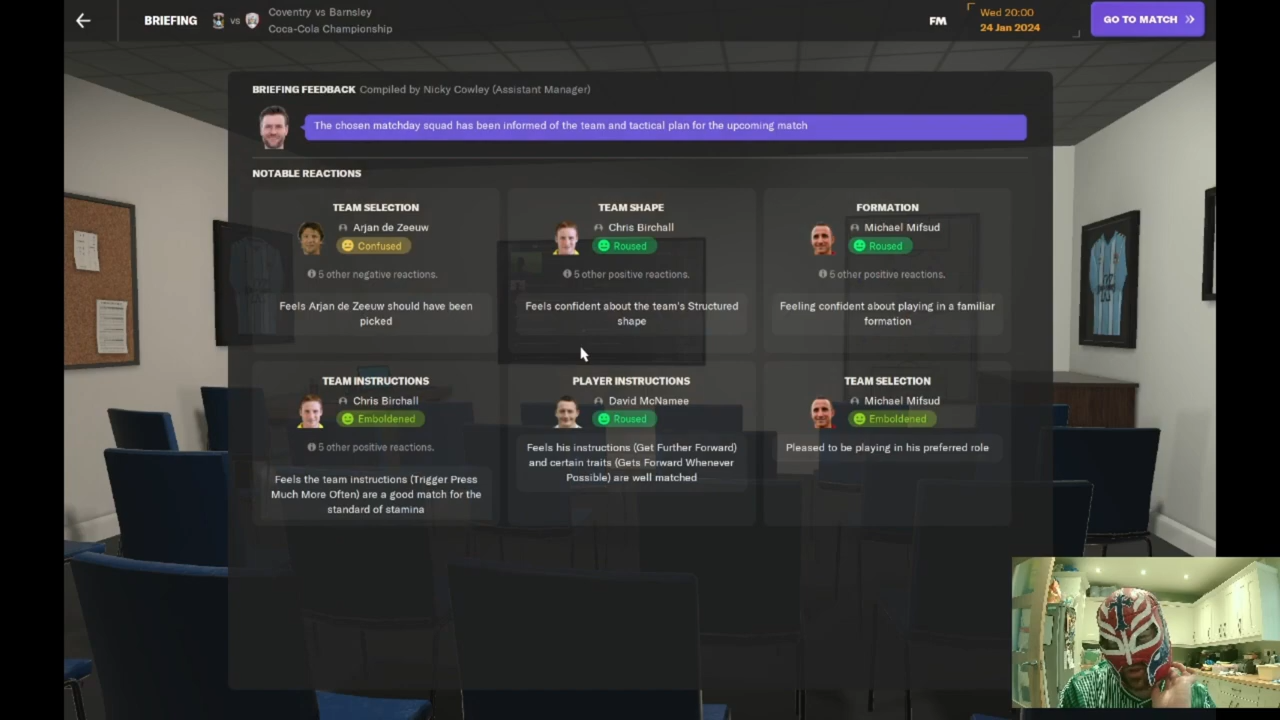 BRIEFING
vs
Coventry vs Barnsley
Coca-Cola Championship
FM
Wed 20:00
24 Jan 2024
GO TO MATCH
BRIEFING FEEDBACK Compiled by Nicky Cowley (Assistant Manager)
The chosen matchday squad has been informed of the team and tactical plan for the upcoming match
NOTABLE REACTIONS
TEAM SELECTION
Arjan de Zeeuw
Confused
5 other negative reactions.
Feels Arjan de Zeeuw should have been
picked
TEAM SHAPE
Chris Birchall
Roused
5 other positive reactions.
Feels confident about the team's Structured
shape
FORMATION
Michael Mifsud
Roused
5 other positive reactions.
Feeling confident about playing in a familiar
formation
TEAM INSTRUCTIONS
Chris Birchall
Emboldened
5 other positive reactions.
Feels the team instructions (Trigger Press
Much More Often) are a good match for the
standard of stamina
PLAYER INSTRUCTIONS
David McNamee
Roused
Feels his instructions (Get Further Forward)
and certain traits (Gets Forward Whenever
Possible) are well matched
TEAM SELECTION
Michael Mifsud
Emboldened
Pleased to be playing in his preferred role